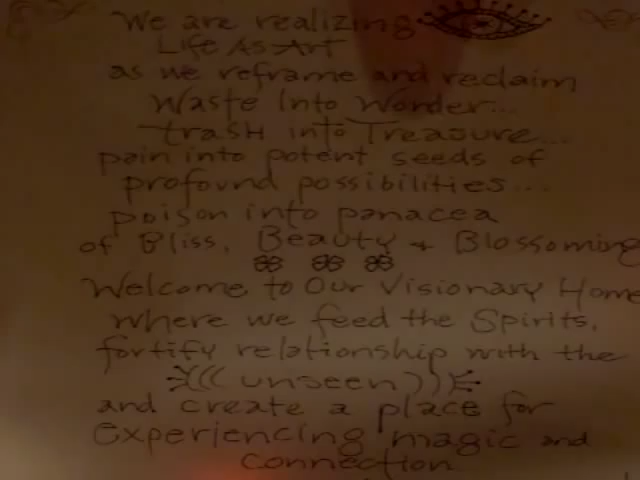 We are realizing
Life As Art
as we reframe and reclaim
Waste Into Wonder...
trasH into Treasure...
pain into potent seeds of
profound possibilities...
poison into panacea
of Bliss, Beauty + Blossoming
Welcome to Our Visionary Home
where we feed the Spirits,
fortify relationship with the
(((unseen)))
and create a place for
experiencing magic and
connection